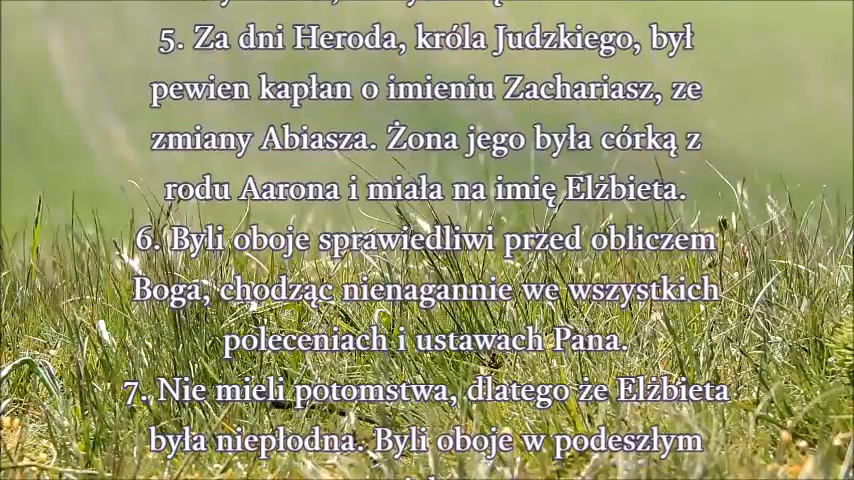 5. Za dni Heroda, króla Judzkiego, był
pewien kapłan o imieniu Zachariasz, ze
zmiany Abiasza. Żona jego była córką z
rodu Aarona i miała na imię Elżbieta.
6. Byli oboje sprawiedliwi przed obliczem
Boga, chodząc nienagannie we wszystkich
poleceniach i ustawach Pana.
7. Nie mieli potomstwa, dlatego że Elżbieta
była niepłodna. Byli oboje w podeszłym